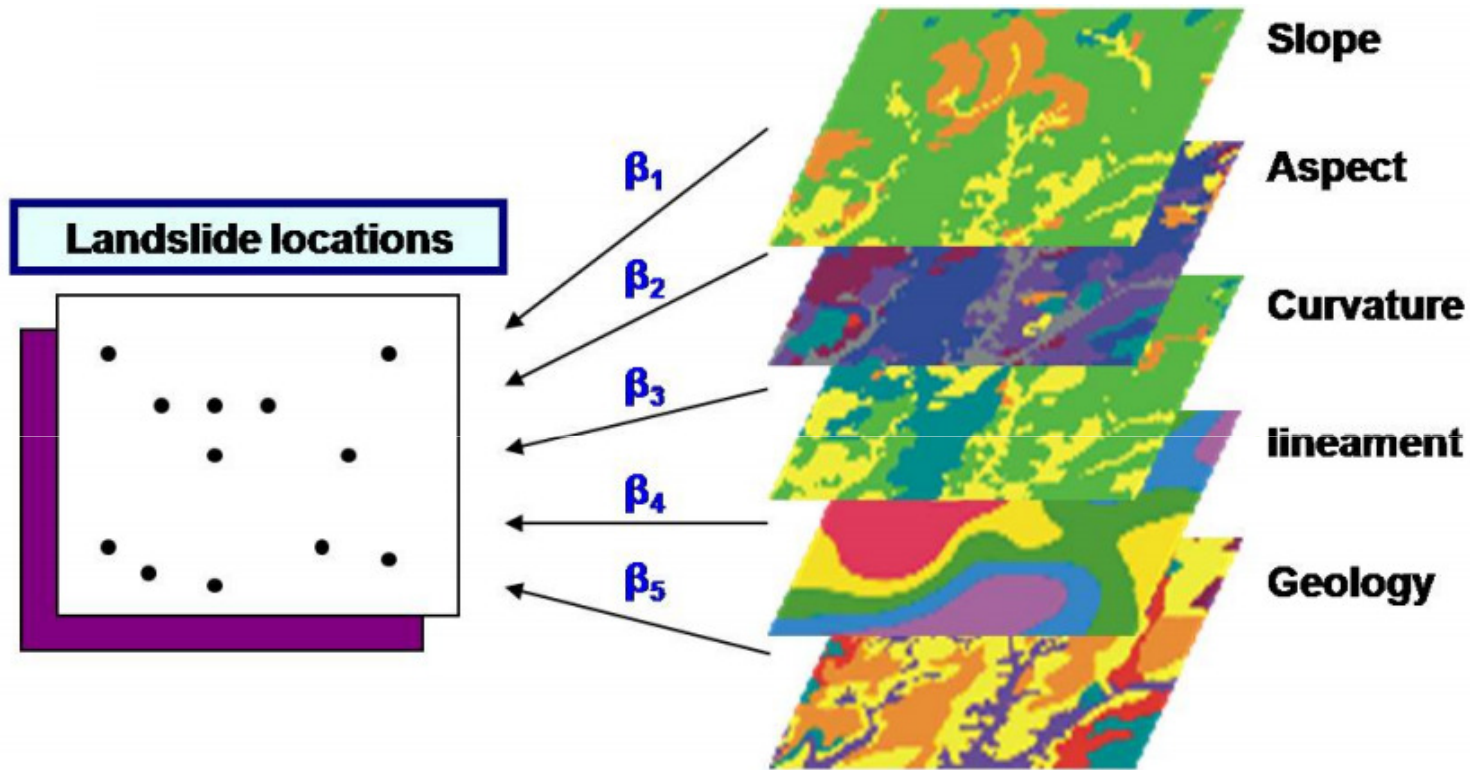 Slope
β1
Aspect
Landslide locations
β2
Curvature
β3
lineament
β4
β5
Geology